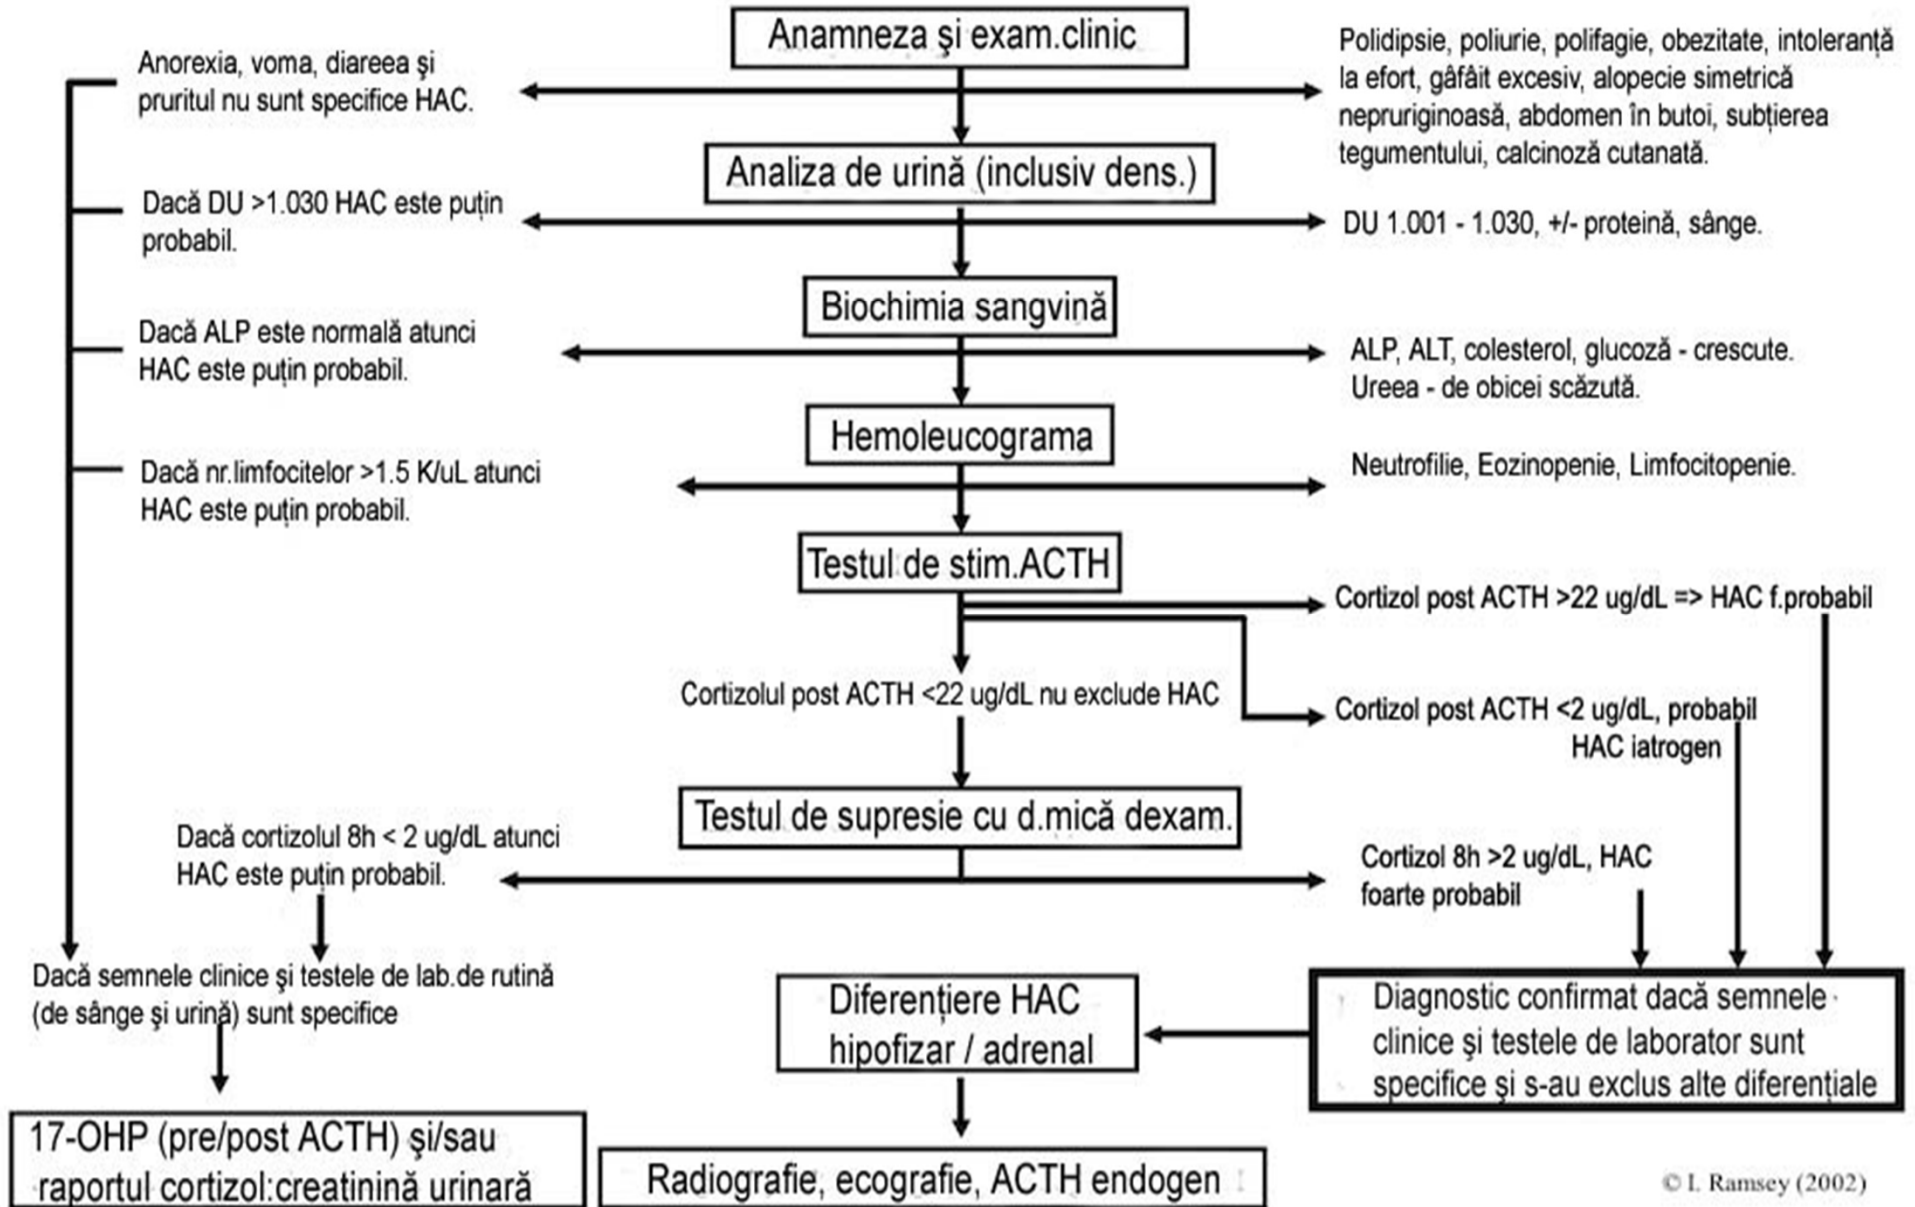 Anamneza şi exam.clinic
Anorexia, voma, diareea şi
pruritul nu sunt specifice HAC.
Polidipsie, poliurie, polifagie, obezitate, intoleranță
la efort, gâfâit excesiv, alopecie simetrică
nepruriginoasă, abdomen în butoi, subțierea
tegumentului, calcinoză cutanată.
Analiza de urină (inclusiv dens.)
Dacă DU >1.030 HAC este puțin
probabil.
DU 1.001 - 1.030, +/- proteină, sânge.
Biochimia sangvină
Dacă ALP este normală atunci
HAC este puțin probabil.
ALP, ALT, colesterol, glucoză - crescute.
Ureea - de obicei scăzută.
Hemoleucograma
Dacă nr.limfocitelor >1.5 K/uL atunci
HAC este puțin probabil.
Neutrofilie, Eozinopenie, Limfocitopenie.
Testul de stim.ACTH
Cortizol post ACTH >22 ug/dL => HAC f.probabil
Cortizolul post ACTH <22 ug/dL nu exclude HAC
Cortizol post ACTH <2 ug/dL, probabil
HAC iatrogen
Testul de supresie cu d.mică dexam.
Dacă cortizolul 8h < 2 ug/dL atunci
HAC este puțin probabil.
Cortizol 8h >2 ug/dL, HAC
foarte probabil
Dacă semnele clinice şi testele de lab.de rutină
(de sânge şi urină) sunt specifice
Diferențiere HAC
hipofizar / adrenal
Diagnostic confirmat dacă semnele
clinice şi testele de laborator sunt
specifice şi s-au exclus alte diferențiale
17-OHP (pre/post ACTH) şi/sau
raportul cortizol:creatinină urinară
Radiografie, ecografie, ACTH endogen
© I. Ramsey (2002)